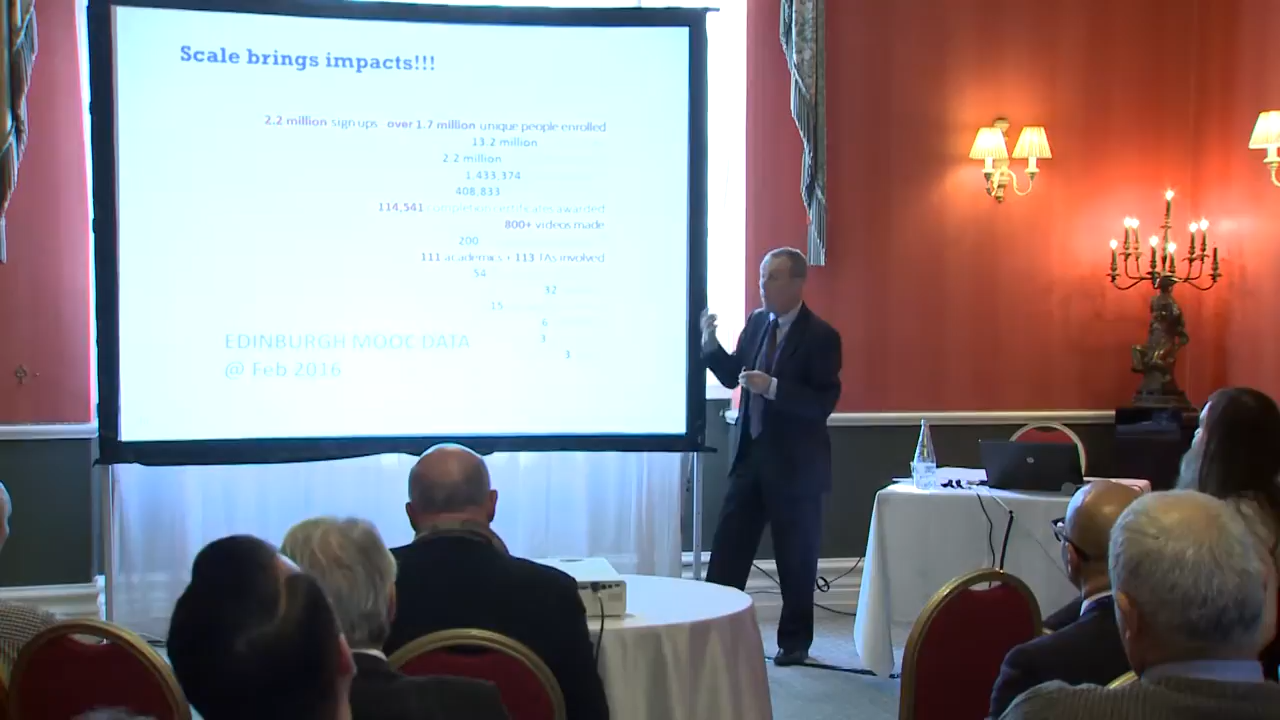 Scale brings impacts!!!
2.2 million sign ups over 1.7 million unique people enrolled
13.2 million
2.2 million
1,433,374
408,833
114,541 completion certificates awarded
800+ videos made
200
111 academics + 113 TAs involved
54
32
15
6
3
3
EDINBURGH MOOC DATA
@ Feb 2016